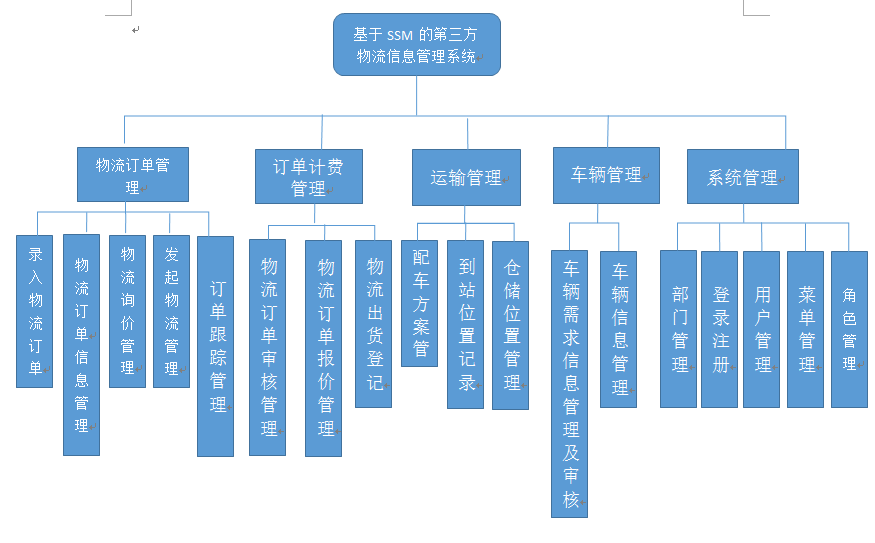 基于 SSM 的第三方
物流信息管理系统
物流订单管
理
订单计费
管理
运输管理
车辆管理
系统管理
录入物流订单
物流订单信息管理
物流询价管理
发起物流管理
订单跟踪管理
物流订单审核管理
物流订单报价管理
物流出货登记
配车方案管
到站位置记录
仓储位置管理
车辆需求信息管理及审核
车辆信息管理
部门管理
登录注册
用户管理
菜单管理
角色管理